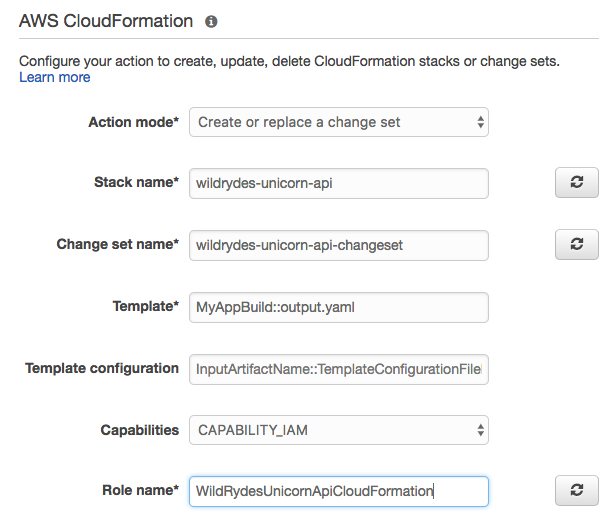 AWS CloudFormation
Configure your action to create, update, delete CloudFormation stacks or change sets.
Learn more
Action mode* Create or replace a change set
Stack name* wildrydes-unicorn-api
Change set name* wildrydes-unicorn-api-changeset
Template* MyAppBuild::output.yaml
Template configuration InputArtifactName::TemplateConfigurationFile
Capabilities CAPABILITY_IAM
Role name* WildRydesUnicornApiCloudFormation